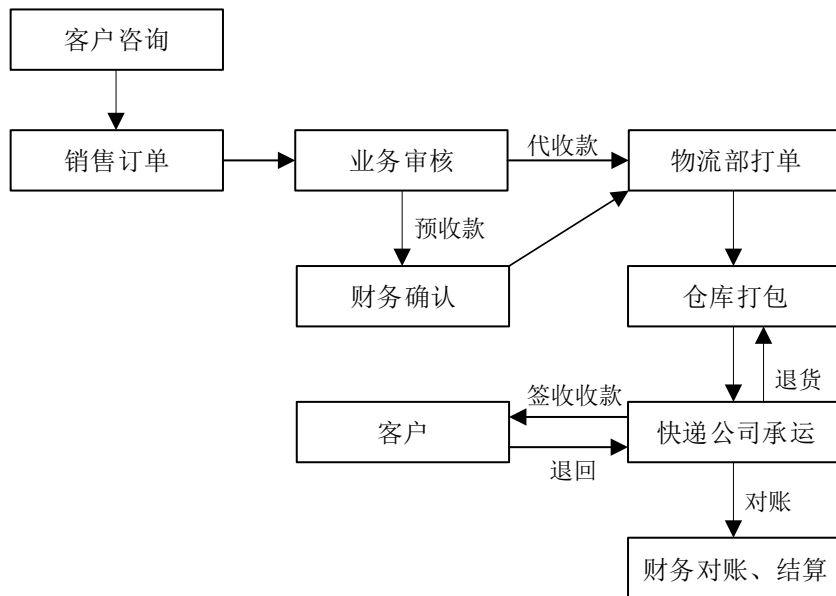 客户咨询
销售订单
业务审核
代收款
物流部打单
预收款
财务确认
仓库打包
退货
签收收款
客户
快递公司承运
退回
对账
财务对账、结算